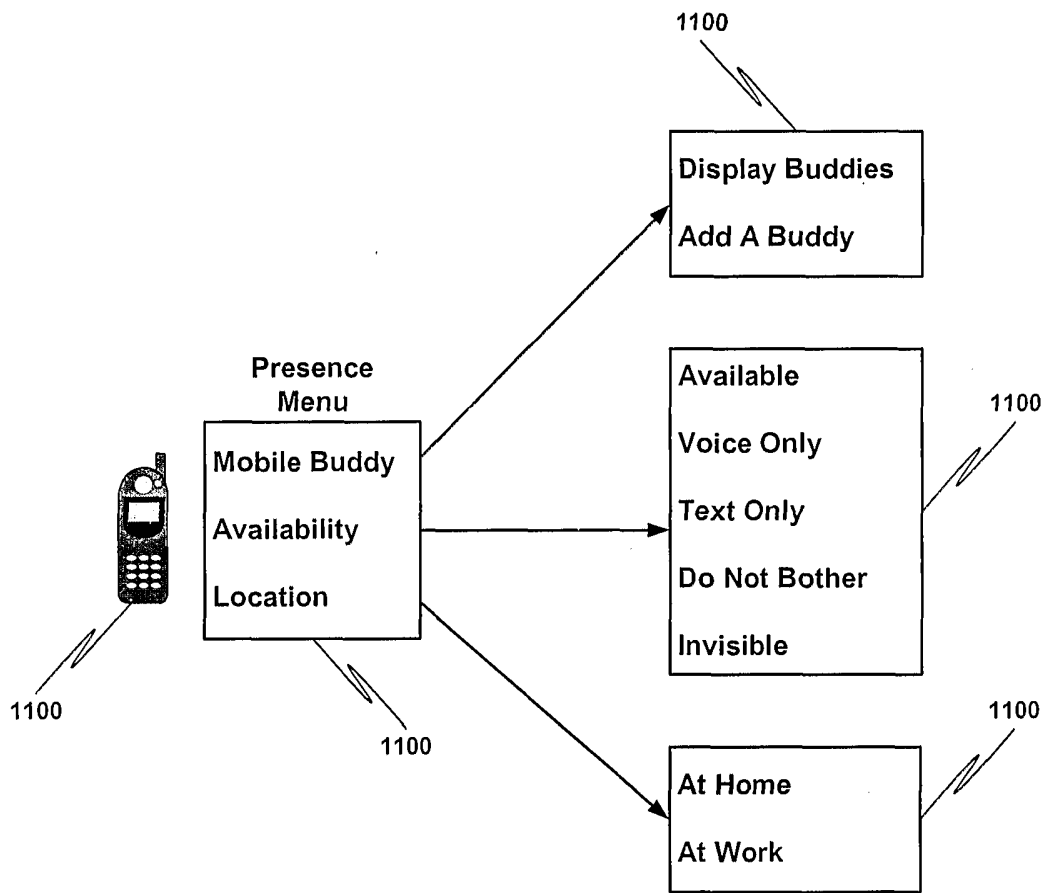 1100
Display Buddies
Add A Buddy
Presence
Menu
Mobile Buddy
Availability
Location
1100
1100
Available
Voice Only
Text Only
Do Not Bother
Invisible
1100
1100
At Home
At Work